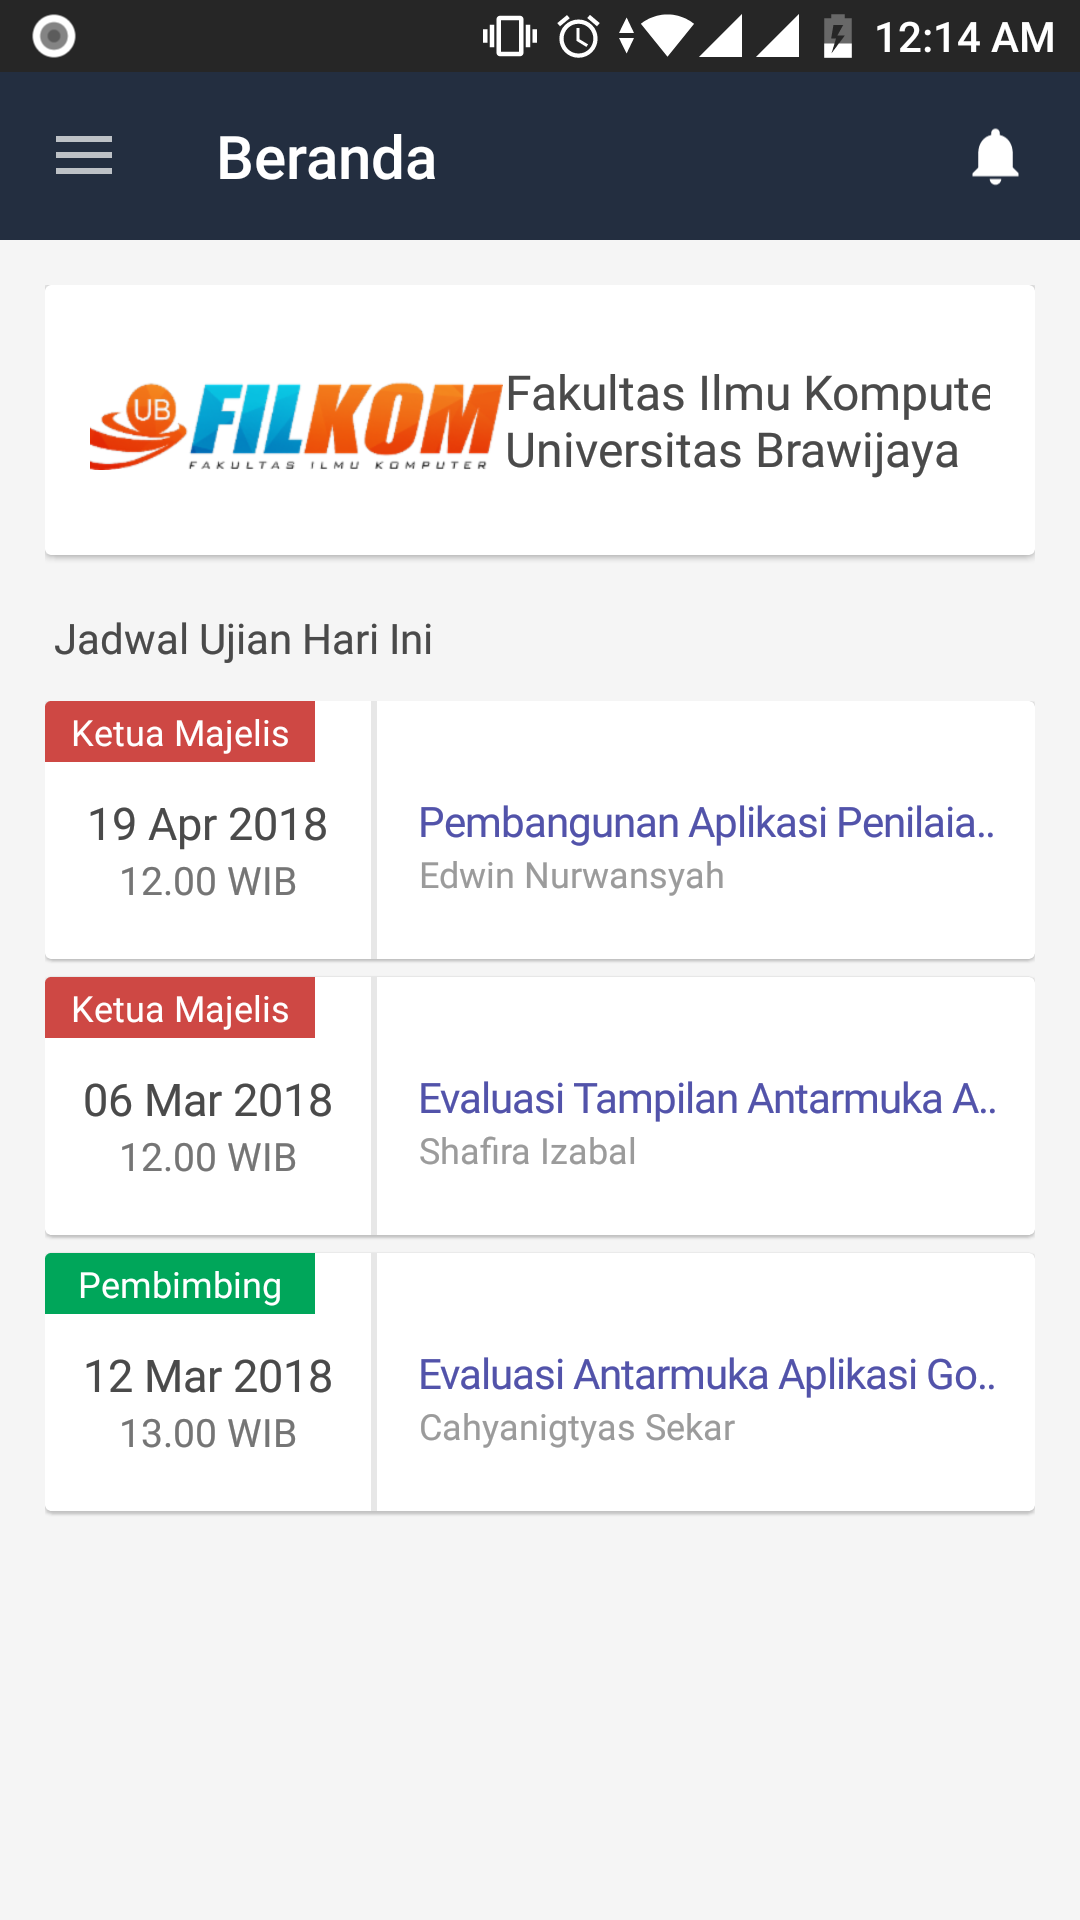 12:14 AM
Beranda
UB FILKOM
FAKULTAS ILMU KOMPUTER
Fakultas Ilmu Compute
Universitas Brawijaya
Jadwal Ujian Hari Ini
Ketua Majelis
19 Apr 2018
12.00 WIB
Pembangunan Aplikasi Penilaia..
Edwin Nurwansyah
Ketua Majelis
06 Mar 2018
12.00 WIB
Evaluasi Tampilan Antarmuka A..
Shafira Izabal
Pembimbing
12 Mar 2018
13.00 WIB
Evaluasi Antarmuka Aplikasi Go..
Cahyanigtyas Sekar